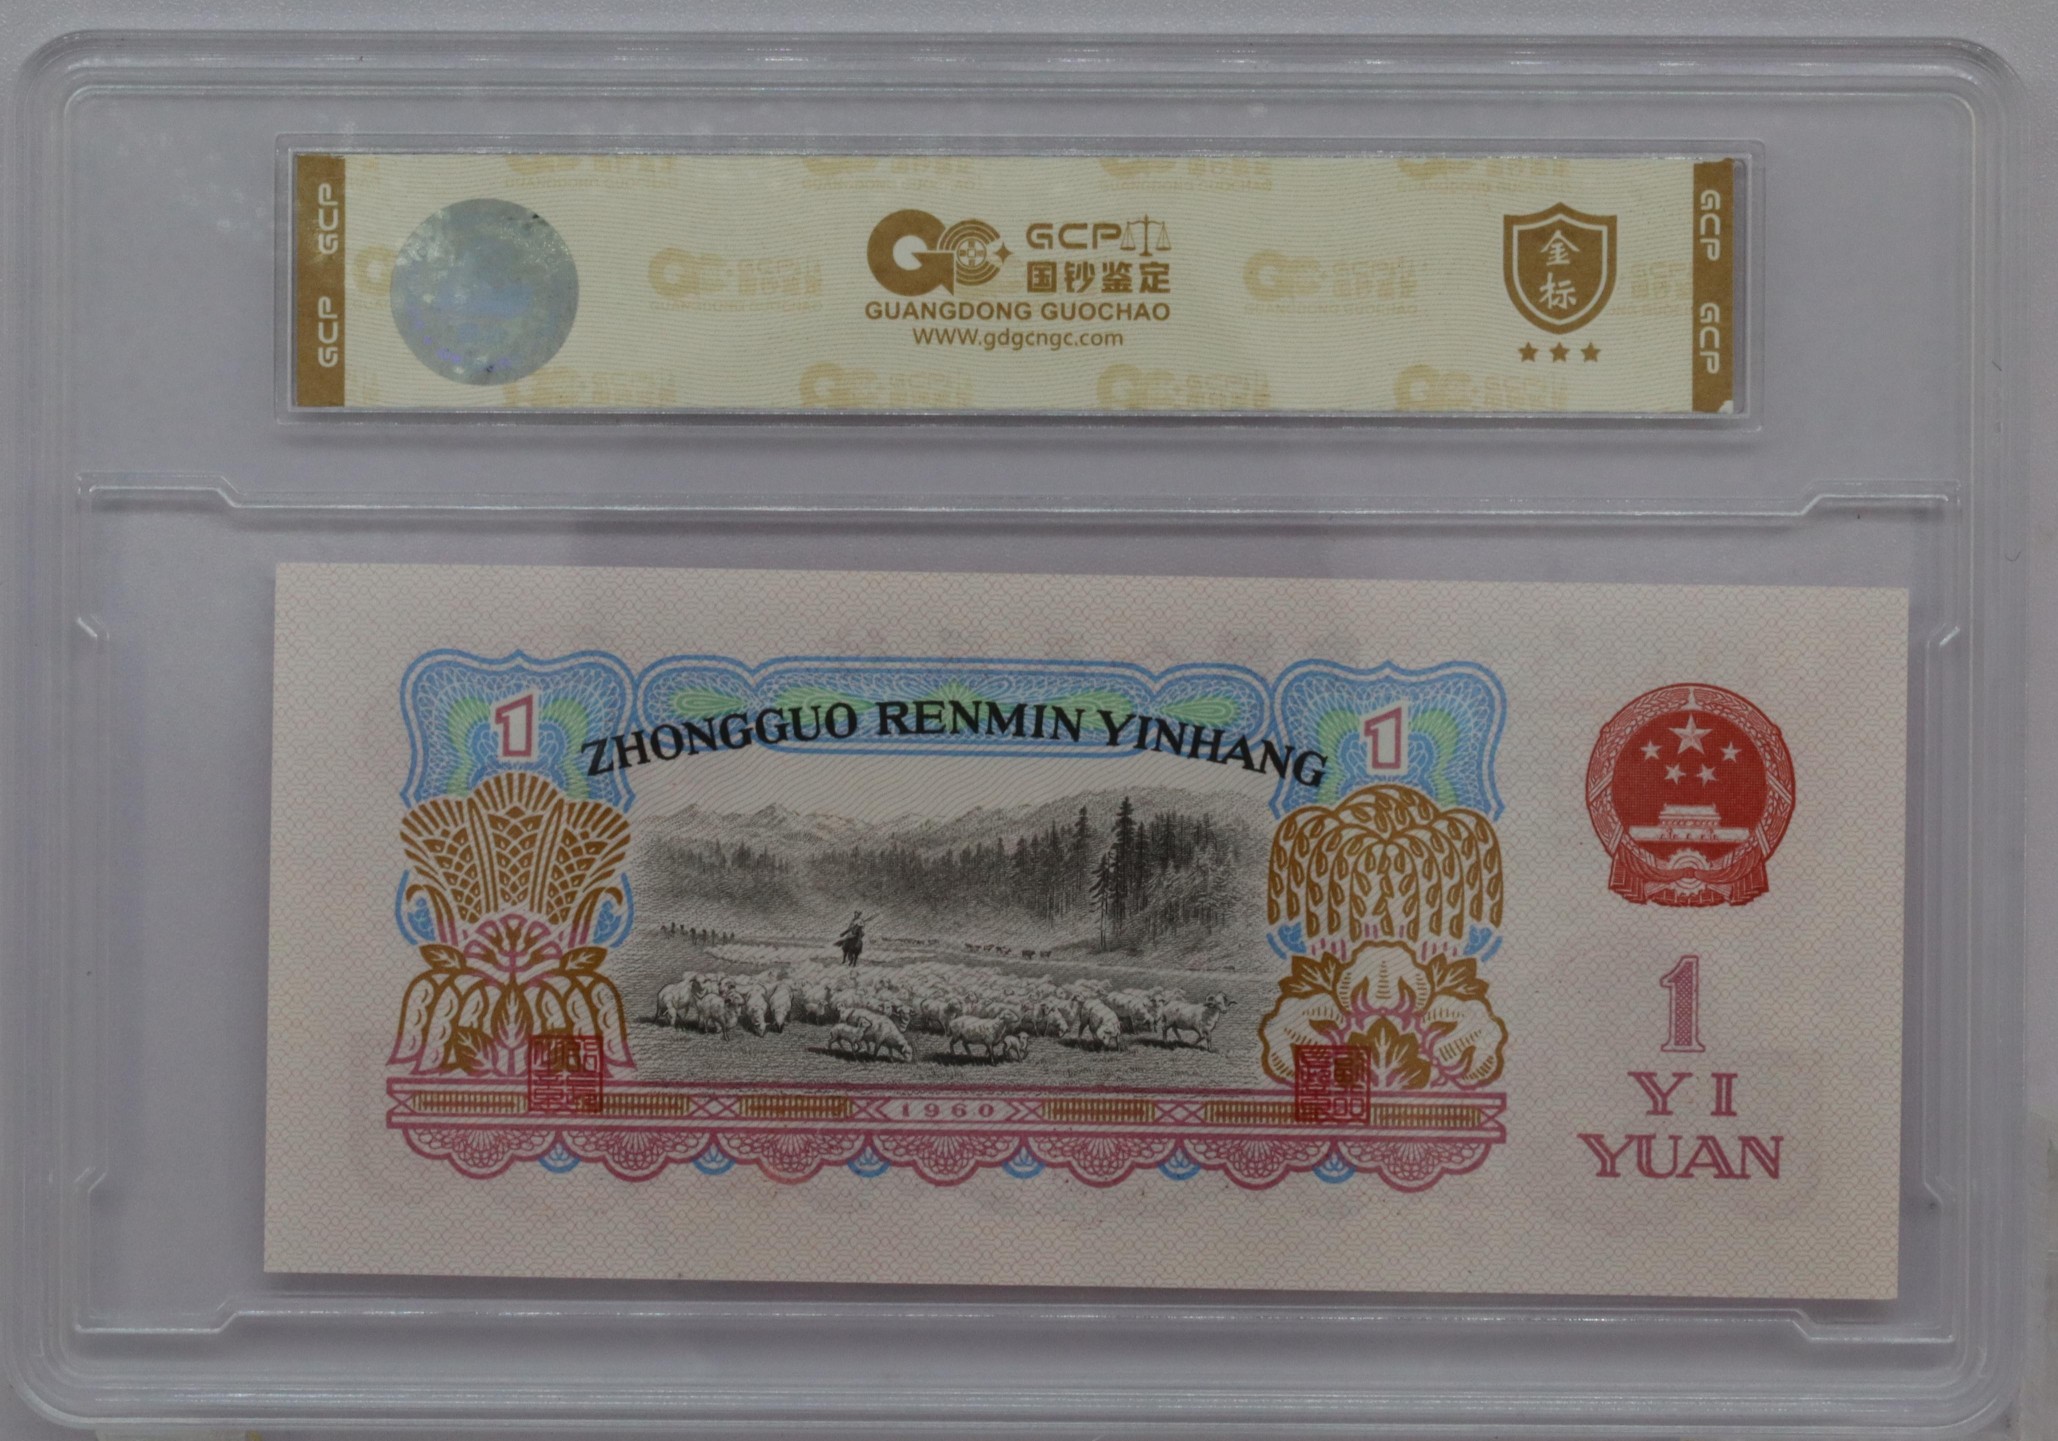 GCP GCP
GCP
国钞鉴定
GUANGDONG GUOCHAO
WWW.gdgcngc.com
金
标
GCP GCP
1
ZHONGGUO RENMIN YINHANG
1
1960
1
YI
YUAN